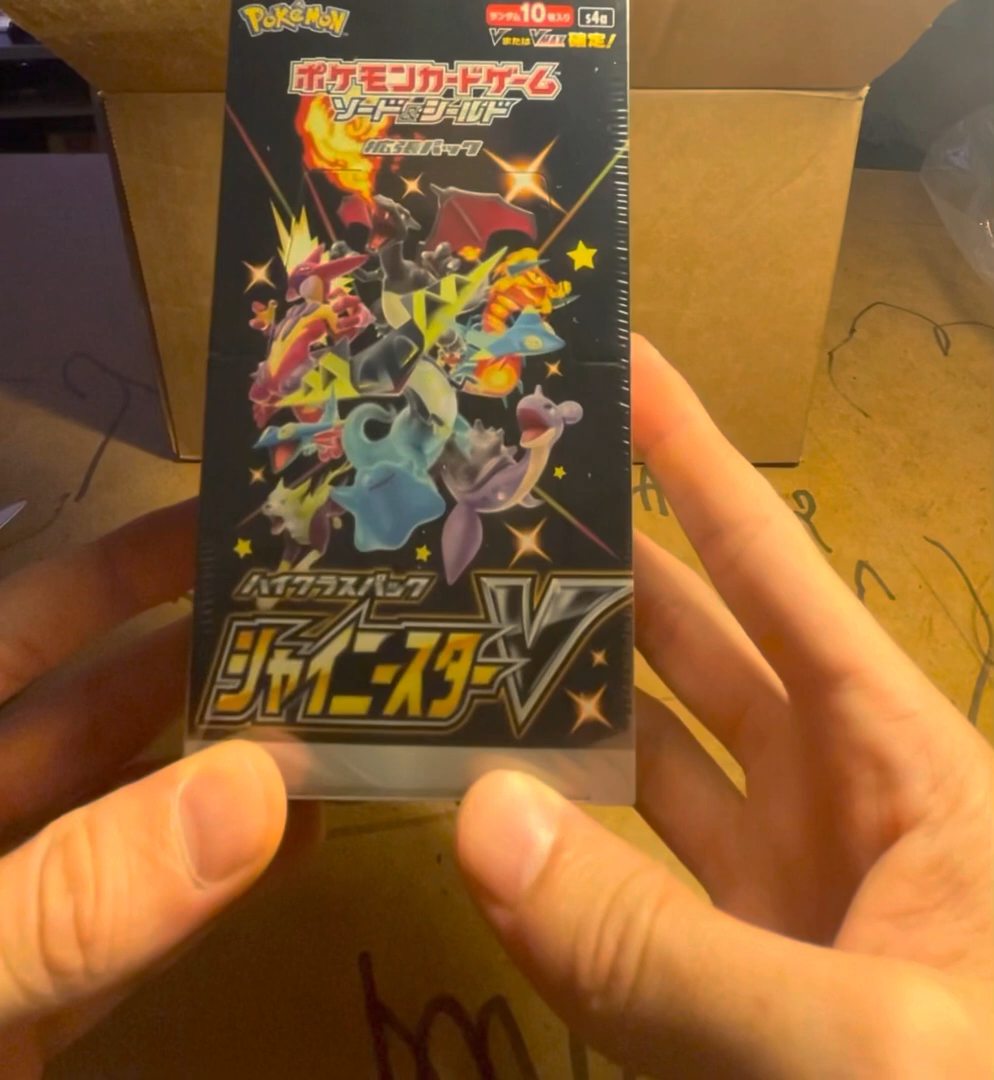 POKéMON
ランダム10枚入り s4a
VまたはVMAX確定!
ポケモンカードゲーム
ソード&シールド
拡張パック
ハイクラスパック
シャイニースターV